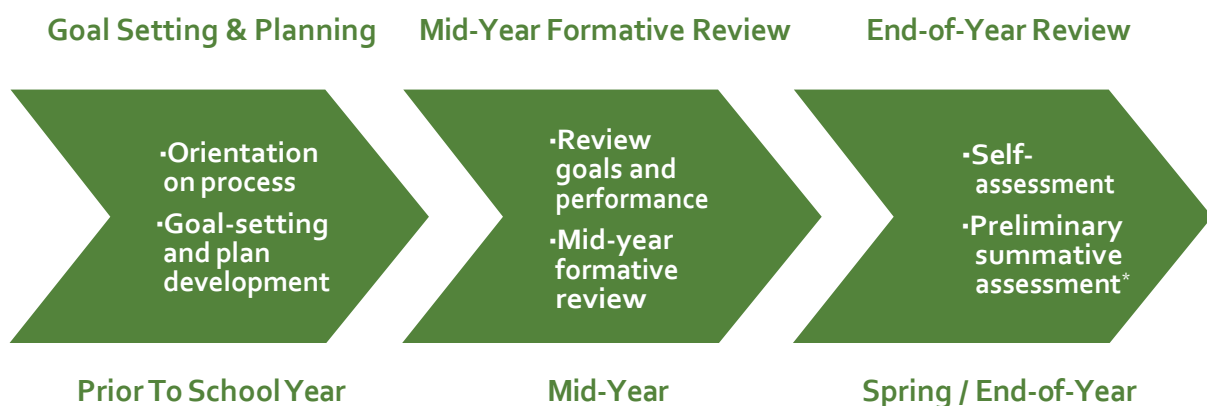 Goal Setting & Planning
Mid-Year Formative Review
End-of-Year Review
▪Orientation
on process
▪Goal-setting
and plan
development
▪Review
goals and
performance
▪Mid-year
formative
review
▪Self-
assessment
▪Preliminary
summative
assessment*
Prior To School Year
Mid-Year
Spring / End-of-Year